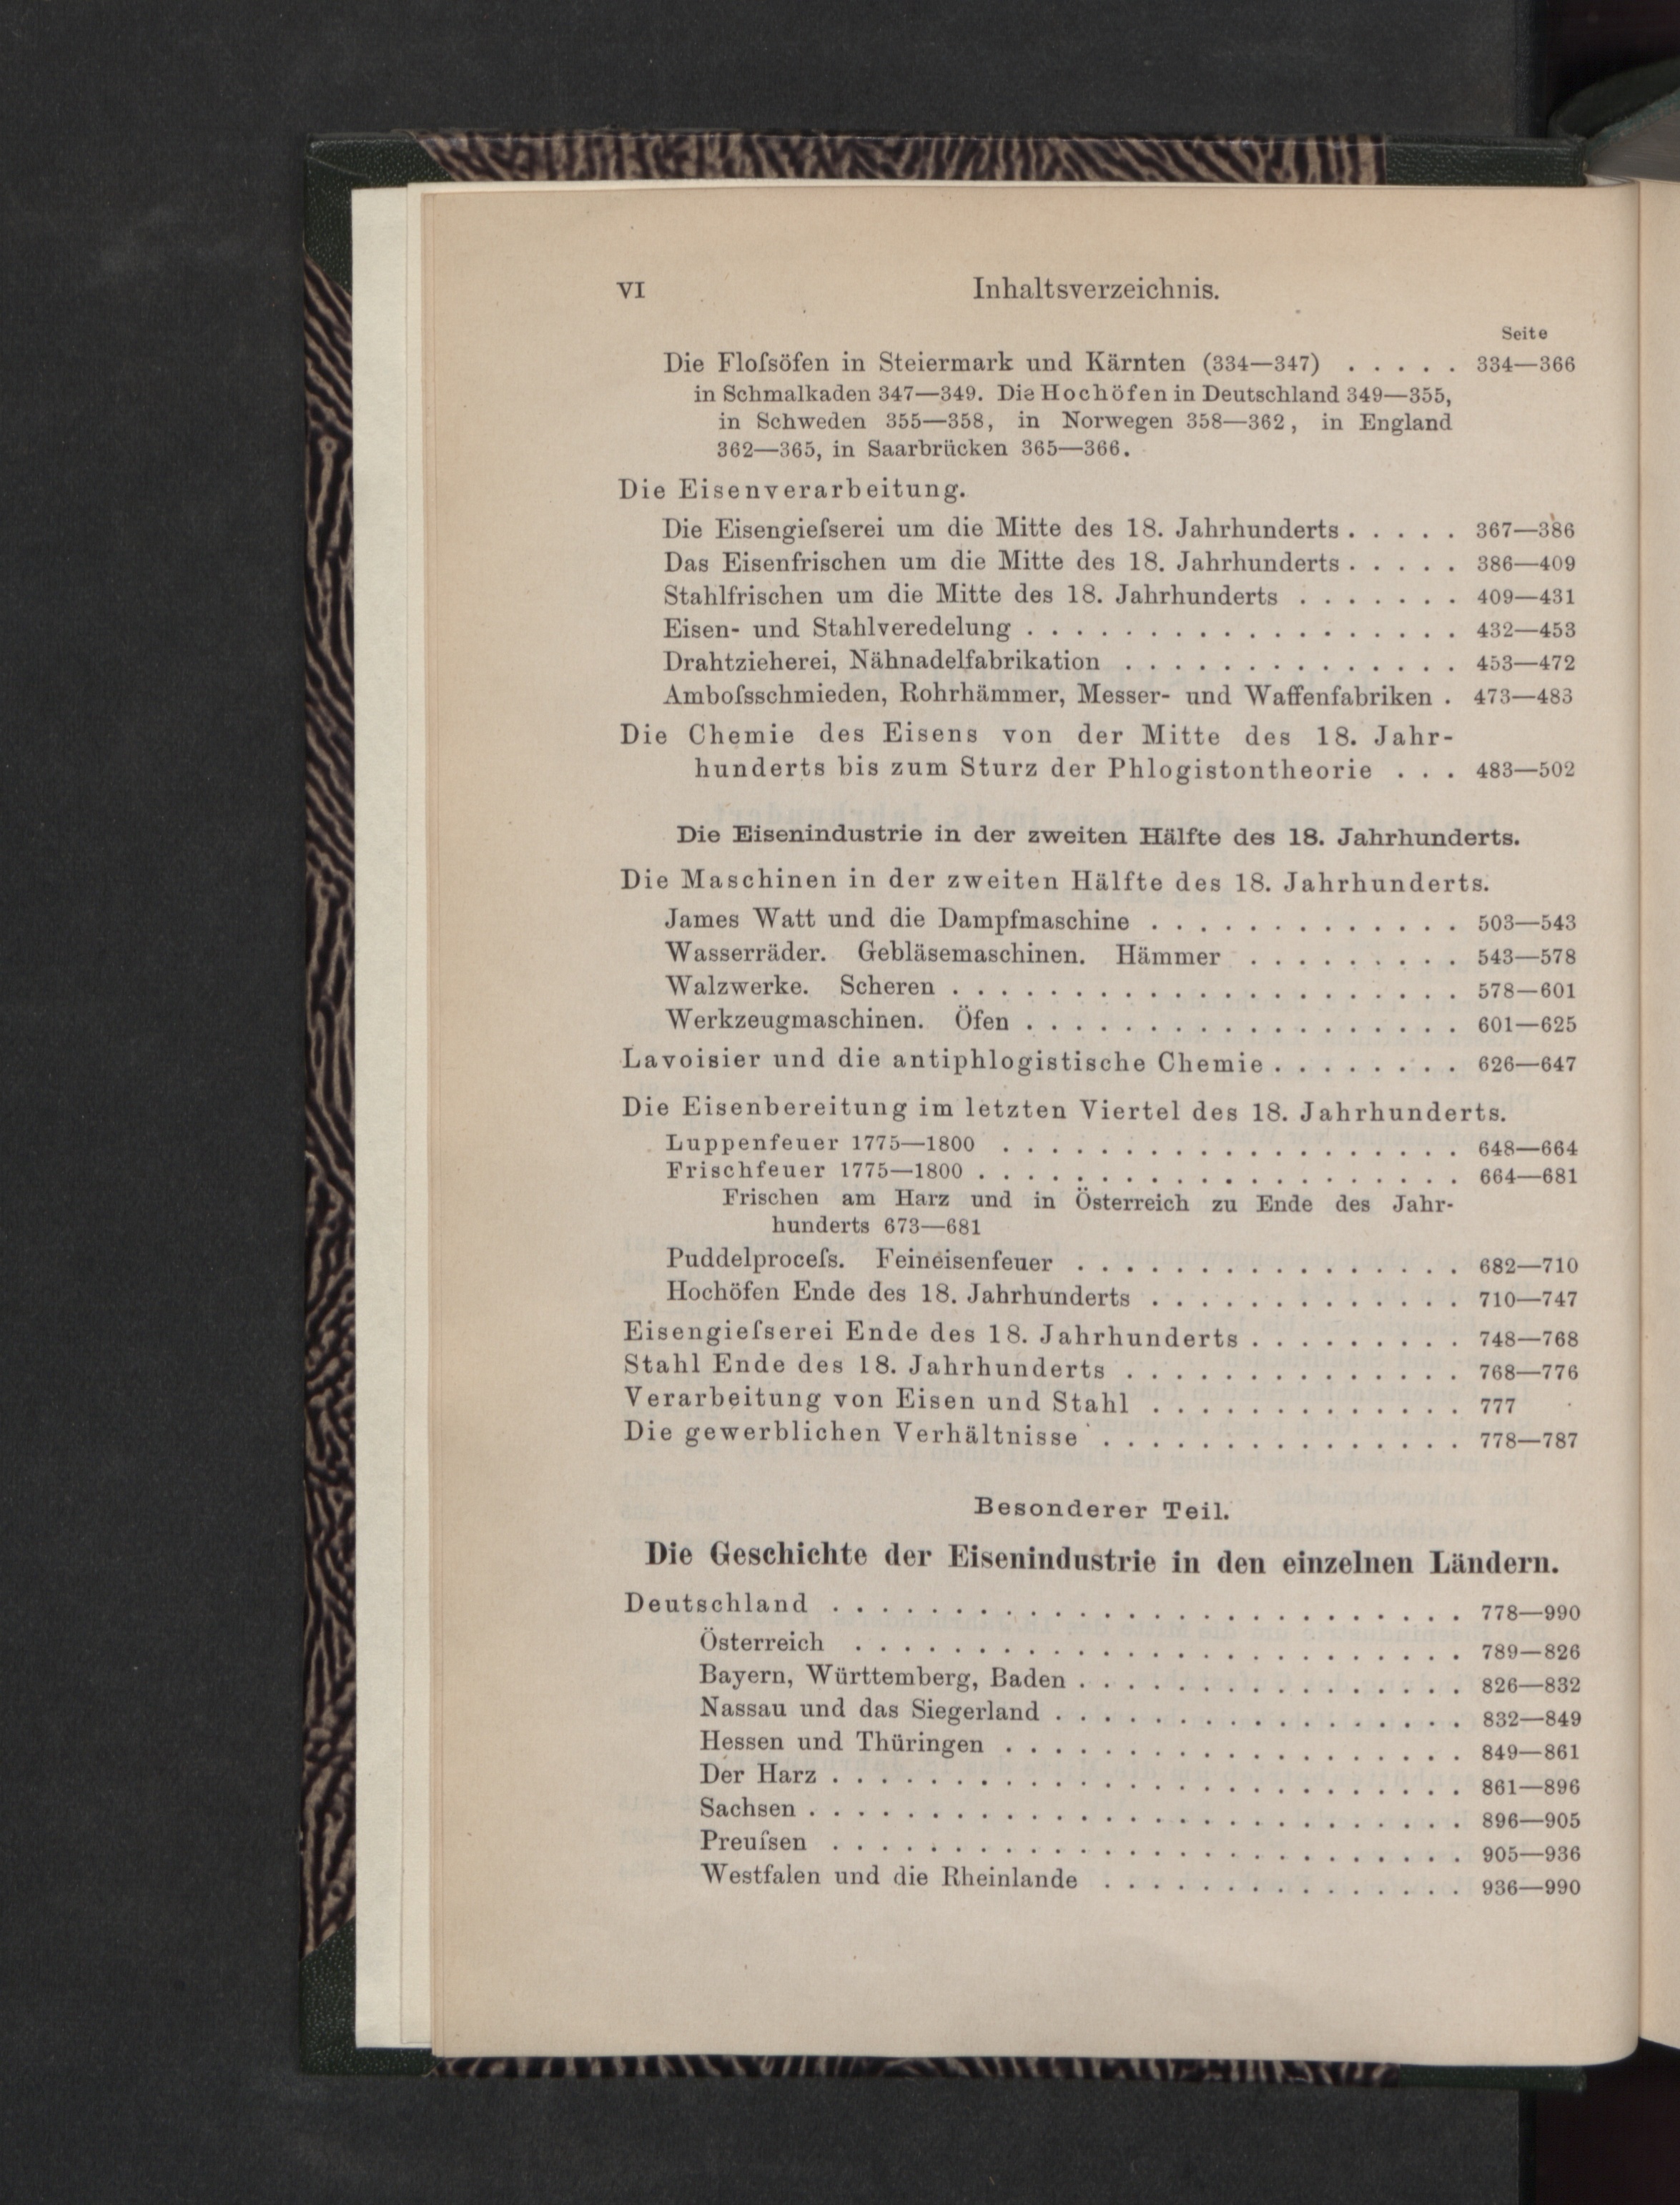 VI Inhaltsverzeichnis.
Seite
Die Floſsöfen in Steiermark und Kärnten (334—347) . . . . . 334—366
in Schmalkaden 347—349. Die Hochöfen in Deutschland 349—355,
in Schweden 355—358, in Norwegen 358—362, in England
362—365, in Saarbrücken 365—366.
Die Eisenverarbeitung.
Die Eisengieſserei um die Mitte des 18. Jahrhunderts . . . . . 367—386
Das Eisenfrischen um die Mitte des 18. Jahrhunderts . . . . . 386—409
Stahlfrischen um die Mitte des 18. Jahrhunderts . . . . . . . 409—431
Eisen- und Stahlveredelung . . . . . . . . . . . . . . . . . . 432—453
Drahtzieherei, Nähnadelfabrikation . . . . . . . . . . . . . . 453—472
Amboſsschmieden, Rohrhämmer, Messer- und Waffenfabriken . 473—483
Die Chemie des Eisens von der Mitte des 18. Jahr-
hunderts bis zum Sturz der Phlogistontheorie . . . 483—502
Die Eisenindustrie in der zweiten Hälfte des 18. Jahrhunderts.
Die Maschinen in der zweiten Hälfte des 18. Jahrhunderts.
James Watt und die Dampfmaschine . . . . . . . . . . . . . 503—543
Wasserräder. Gebläsemaschinen. Hämmer . . . . . . . . . 543—578
Walzwerke. Scheren . . . . . . . . . . . . . . . . . . . . . 578—601
Werkzeugmaschinen. Öfen . . . . . . . . . . . . . . . . . . 601—625
Lavoisier und die antiphlogistische Chemie . . . . . . . . 626—647
Die Eisenbereitung im letzten Viertel des 18. Jahrhunderts.
Luppenfeuer 1775—1800 . . . . . . . . . . . . . . . . . . . 648—664
Frischfeuer 1775—1800 . . . . . . . . . . . . . . . . . . . . 664—681
Frischen am Harz und in Österreich zu Ende des Jahr-
hunderts 673—681
Puddelproceſs. Feineisenfeuer . . . . . . . . . . . . . . . . 682—710
Hochöfen Ende des 18. Jahrhunderts . . . . . . . . . . . . . 710—747
Eisengieſserei Ende des 18. Jahrhunderts . . . . . . . . . 748—768
Stahl Ende des 18. Jahrhunderts . . . . . . . . . . . . . . 768—776
Verarbeitung von Eisen und Stahl . . . . . . . . . . . . . 777
Die gewerblichen Verhältnisse . . . . . . . . . . . . . . . 778—787
Besonderer Teil.
Die Geschichte der Eisenindustrie in den einzelnen Ländern.
Deutschland . . . . . . . . . . . . . . . . . . . . . . . . . . 778—990
Österreich . . . . . . . . . . . . . . . . . . . . . . . . . 789—826
Bayern, Württemberg, Baden . . . . . . . . . . . . . . . . 826—832
Nassau und das Siegerland . . . . . . . . . . . . . . . . . 832—849
Hessen und Thüringen . . . . . . . . . . . . . . . . . . . 849—861
Der Harz . . . . . . . . . . . . . . . . . . . . . . . . . . 861—896
Sachsen . . . . . . . . . . . . . . . . . . . . . . . . . . . 896—905
Preuſsen . . . . . . . . . . . . . . . . . . . . . . . . . . 905—936
Westfalen und die Rheinlande . . . . . . . . . . . . . . . 936—990